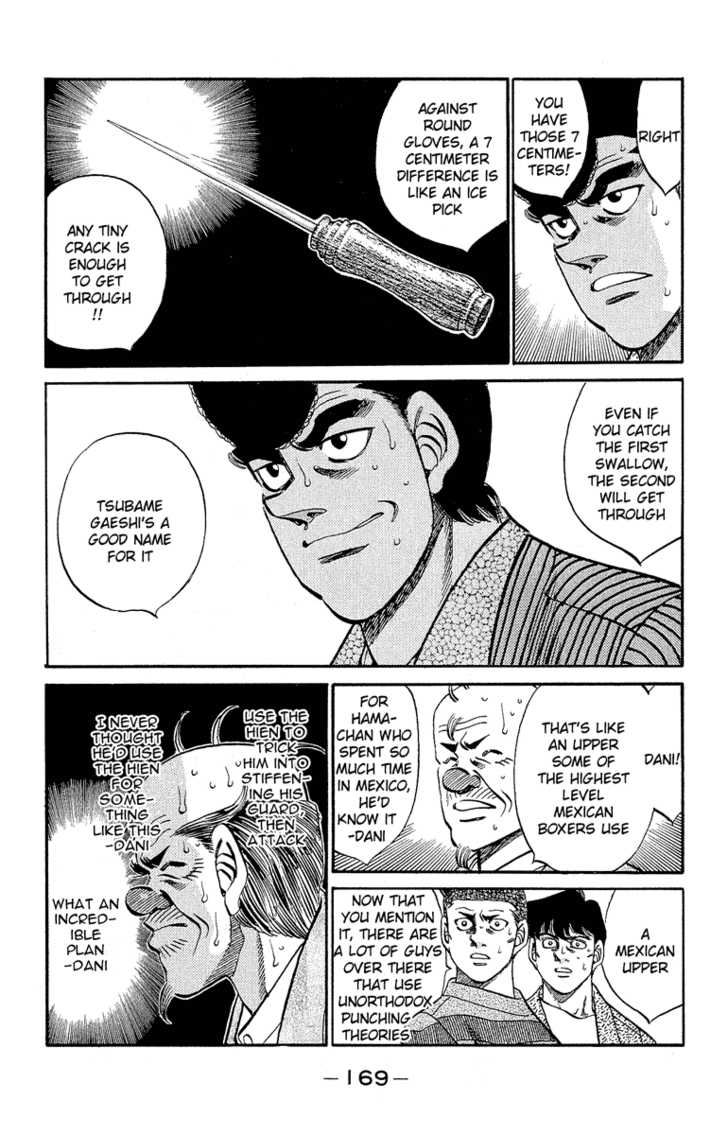 RIGHT
YOU
HAVE
THOSE 7
CENTIME-
TERS!
AGAINST
ROUND
GLOVES, A 7
CENTIMETER
DIFFERENCE IS
LIKE AN ICE
PICK
ANY TINY
CRACK IS
ENOUGH
TO GET
THROUGH
!!
EVEN IF
YOU CATCH
THE FIRST
SWALLOW,
THE SECOND
WILL GET
THROUGH
TSUBAME
GAESHI'S A
GOOD NAME
FOR IT
DANI!
THAT'S LIKE
AN UPPER
SOME OF
THE HIGHEST
LEVEL
MEXICAN
BOXERS USE
FOR
HAMA-
CHAN WHO
SPENT SO
MUCH TIME
IN MEXICO,
HE'D
KNOW IT
-DANI
A
MEXICAN
UPPER
NOW THAT
YOU MENTION
IT, THERE ARE
A LOT OF GUYS
OVER THERE
THAT USE
UNORTHODOX
PUNCHING
THEORIES
USE THE
HIEN TO
TRICK
HIM INTO
STIFFEN-
ING HIS
GUARD,
THEN
ATTACK
I NEVER
THOUGHT
HE'D USE
THE HIEN
FOR
SOME-
THING
LIKE THIS
-DANI
WHAT AN
INCRED-
IBLE
PLAN
-DANI
-169-